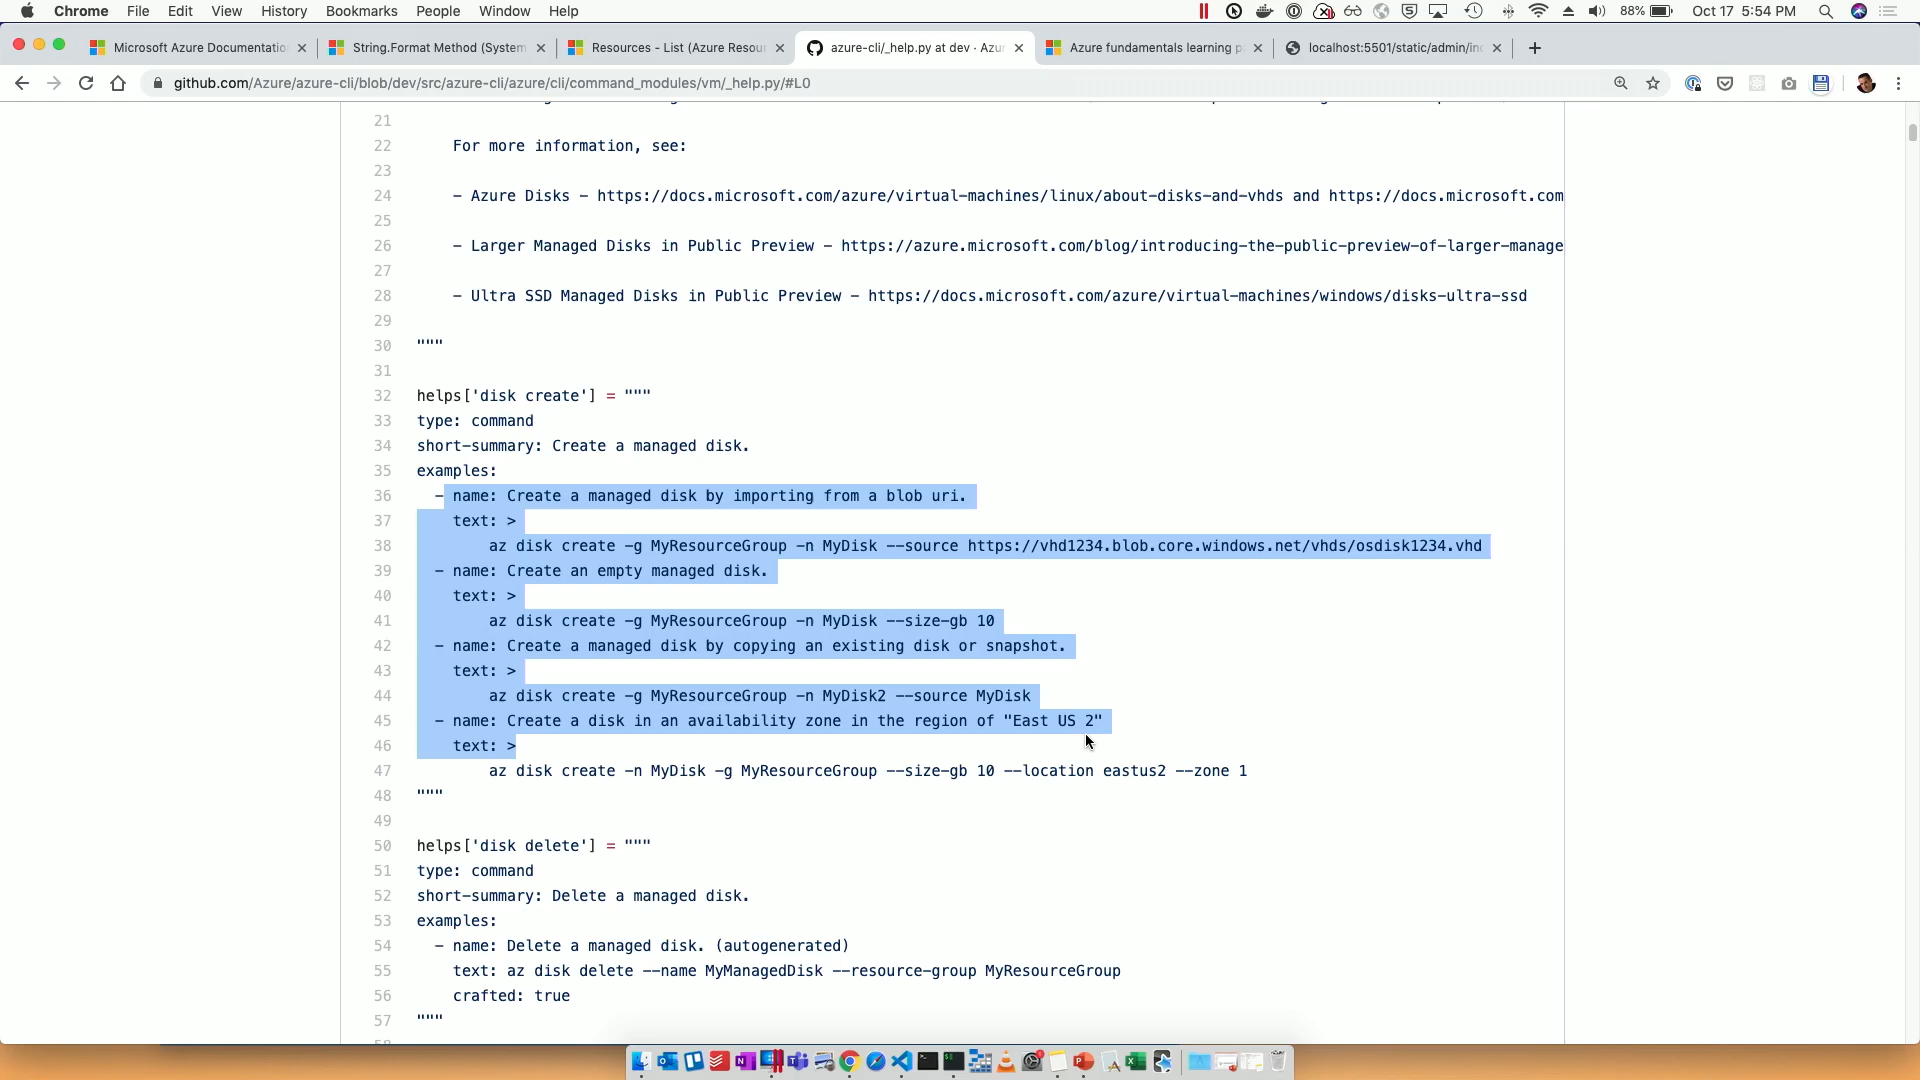 Chrome File Edit View History Bookmarks People Window Help 88% Oct 17 5:54 PM
Microsoft Azure Documentatio
String.Format Method (System
Resources - List (Azure Resour
azure-cli/_help.py at dev · Azu
Azure fundamentals learning p
localhost:5501/static/admin/in
github.com/Azure/azure-cli/blob/dev/src/azure-cli/azure/cli/command_modules/vm/_help.py/#L0
21
22 For more information, see:
23
24 - Azure Disks - https://docs.microsoft.com/azure/virtual-machines/linux/about-disks-and-vhds and https://docs.microsoft.com
25
26 - Larger Managed Disks in Public Preview - https://azure.microsoft.com/blog/introducing-the-public-preview-of-larger-manage
27
28 - Ultra SSD Managed Disks in Public Preview - https://docs.microsoft.com/azure/virtual-machines/windows/disks-ultra-ssd
29
30 """
31
32 helps['disk create'] = """
33 type: command
34 short-summary: Create a managed disk.
35 examples:
36 - name: Create a managed disk by importing from a blob uri.
37 text: >
38 az disk create -g MyResourceGroup -n MyDisk --source https://vhd1234.blob.core.windows.net/vhds/osdisk1234.vhd
39 - name: Create an empty managed disk.
40 text: >
41 az disk create -g MyResourceGroup -n MyDisk --size-gb 10
42 - name: Create a managed disk by copying an existing disk or snapshot.
43 text: >
44 az disk create -g MyResourceGroup -n MyDisk2 --source MyDisk
45 - name: Create a disk in an availability zone in the region of "East US 2"
46 text: >
47 az disk create -n MyDisk -g MyResourceGroup --size-gb 10 --location eastus2 --zone 1
48 """
49
50 helps['disk delete'] = """
51 type: command
52 short-summary: Delete a managed disk.
53 examples:
54 - name: Delete a managed disk. (autogenerated)
55 text: az disk delete --name MyManagedDisk --resource-group MyResourceGroup
56 crafted: true
57 """